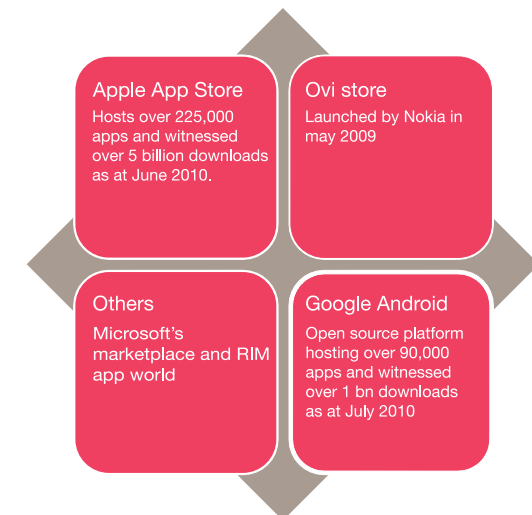 Apple App Store
Hosts over 225,000
apps and witnessed
over 5 billion downloads
as at June 2010.
Ovi store
Launched by Nokia in
may 2009
Others
Microsoft's
marketplace and RIM
app world
Google Android
Open source platform
hosting over 90,000
apps and witnessed
over 1 bn downloads
as at July 2010